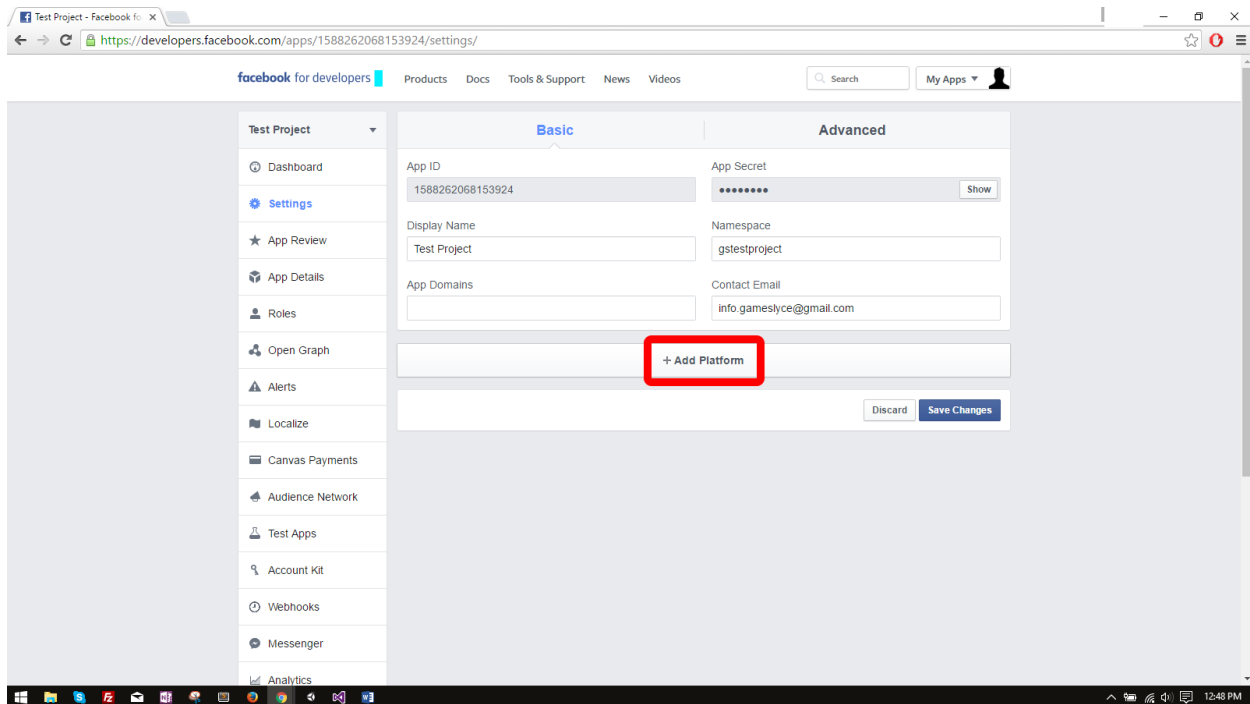 Test Project - Facebook fo
https://developers.facebook.com/apps/1588262068153924/settings/
facebook for developers Products Docs Tools & Support News Videos Search My Apps
Test Project
Basic Advanced
Dashboard
App ID App Secret
1588262068153924 •••••••• Show
Settings
Display Name Namespace
App Review
Test Project gstestproject
App Details
App Domains Contact Email
info.gameslyce@gmail.com
Roles
Open Graph
+ Add Platform
Alerts
Discard Save Changes
Localize
Canvas Payments
Audience Network
Test Apps
Account Kit
Webhooks
Messenger
Analytics
12:48 PM